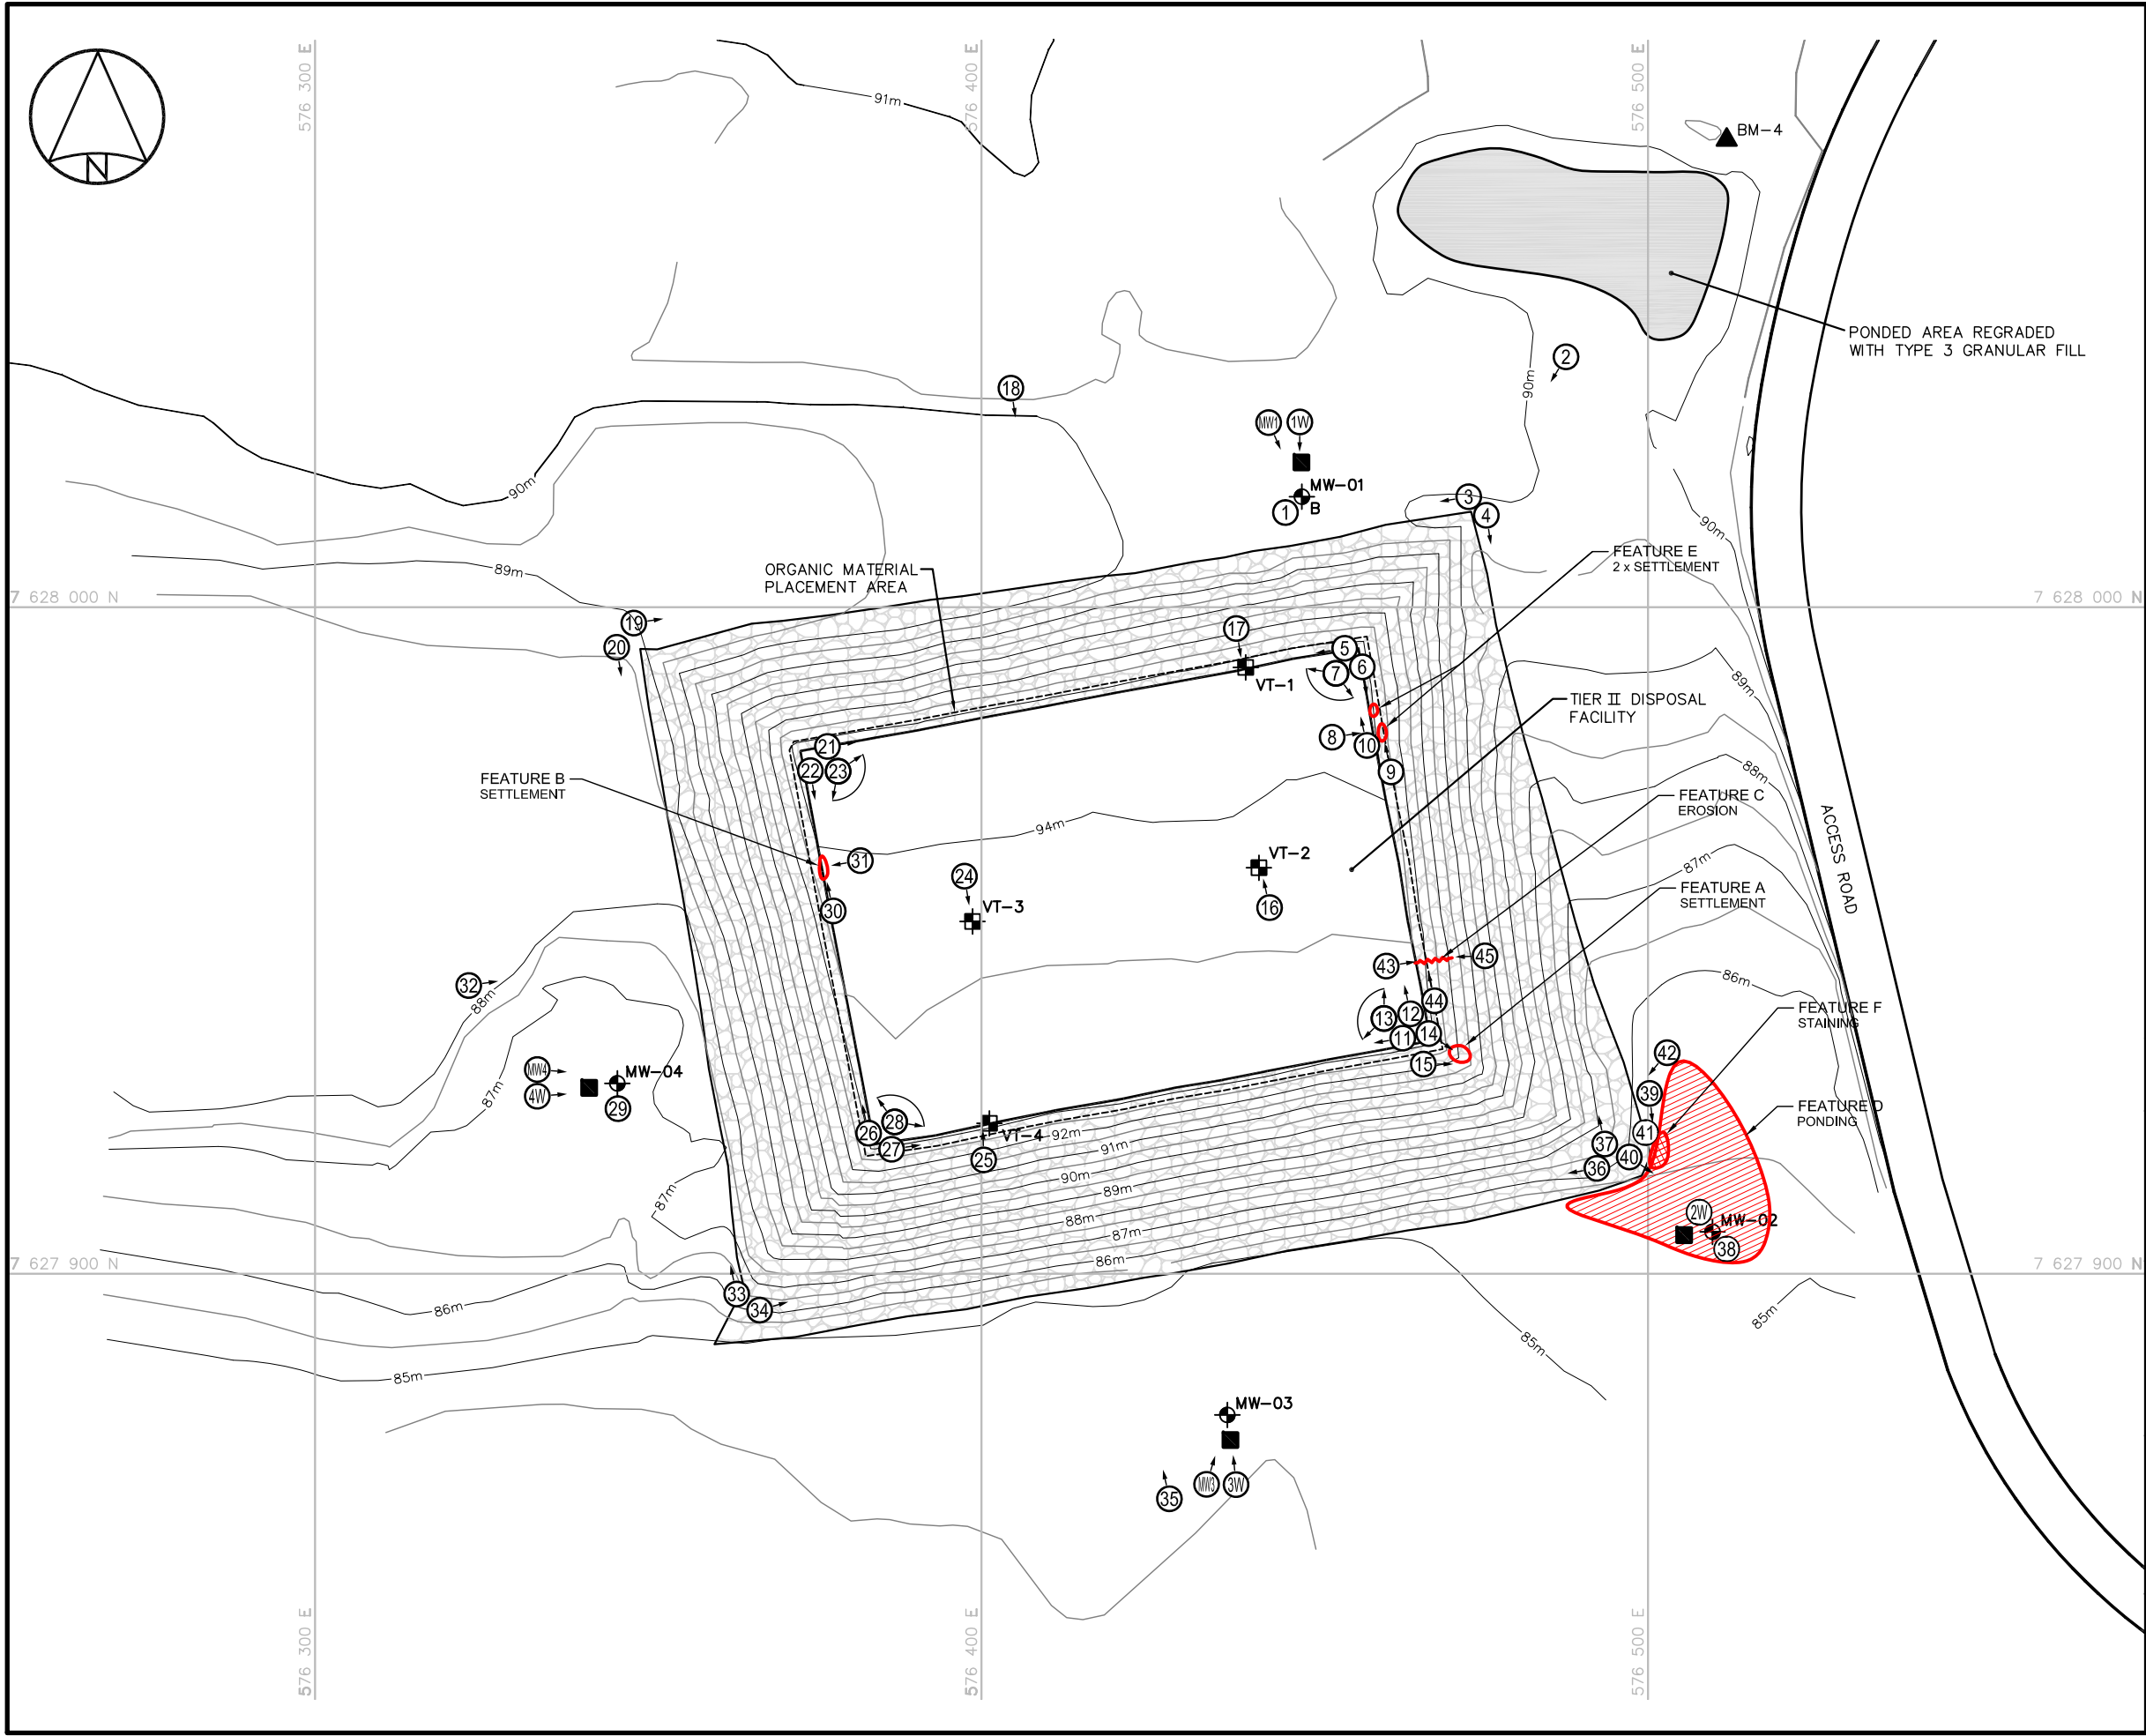 576 300 E
576 400 E
576 500 E
N
91m
BM-4
PONDED AREA REGRADED
WITH TYPE 3 GRANULAR FILL
2
90m
18
MW1
1W
MW-01
B
1
3
4
90m
90m
FEATURE E
2 x SETTLEMENT
ORGANIC MATERIAL
PLACEMENT AREA
89m
7 628 000 N
7 628 000 N
19
20
17
5
6
7
VT-1
89m
TIER II DISPOSAL
FACILITY
8
10
9
21
22
23
FEATURE B
SETTLEMENT
88m
FEATURE C
EROSION
ACCESS ROAD
94m
87m
31
24
VT-2
30
VT-3
16
FEATURE A
SETTLEMENT
43
45
86m
32
88m
44
13
12
14
11
15
FEATURE F
STAINING
42
MW4
4W
MW-04
29
87m
39
FEATURE D
PONDING
28
26
27
VT-4
25
92m
91m
90m
89m
88m
87m
86m
41
37
40
36
87m
2W
MW-02
38
7 627 900 N
7 627 900 N
33
34
86m
85m
85m
85m
MW-03
MW3
3W
35
576 300 E
576 400 E
576 500 E